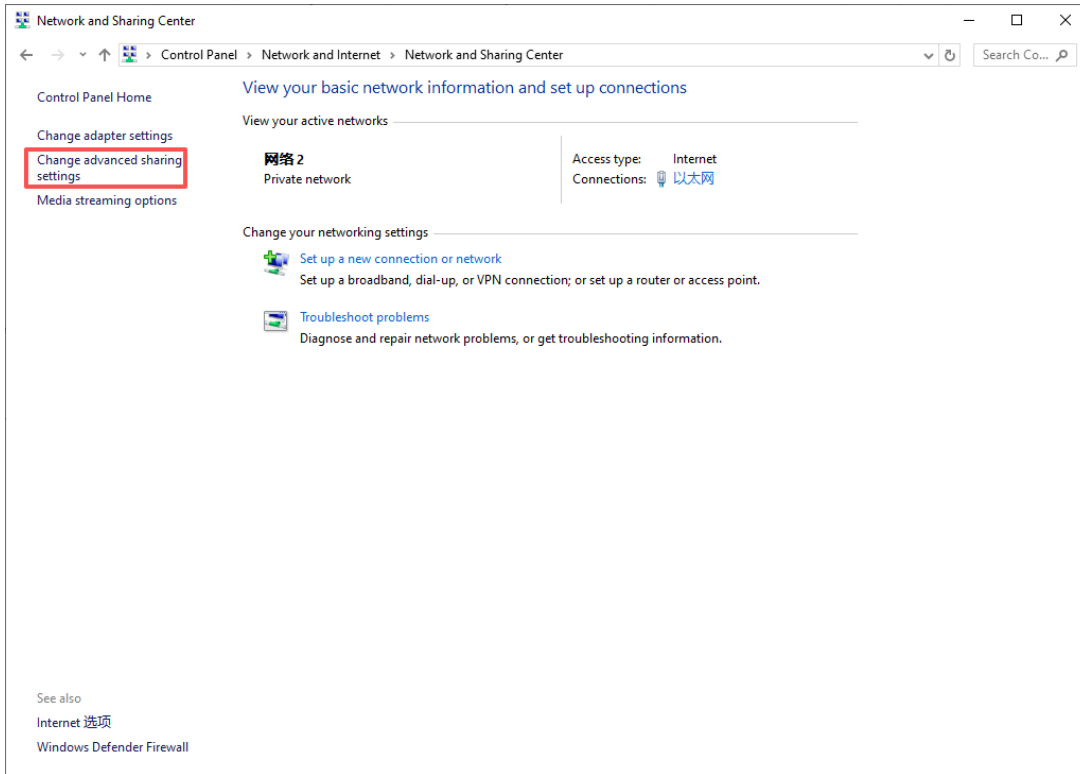 Network and Sharing Center
Control Panel > Network and Internet > Network and Sharing Center
Search Co...
Control Panel Home
Change adapter settings
Change advanced sharing
settings
Media streaming options
View your basic network information and set up connections
View your active networks
网络 2
Private network
Access type: Internet
Connections: 以太网
Change your networking settings
Set up a new connection or network
Set up a broadband, dial-up, or VPN connection; or set up a router or access point.
Troubleshoot problems
Diagnose and repair network problems, or get troubleshooting information.
See also
Internet 选项
Windows Defender Firewall